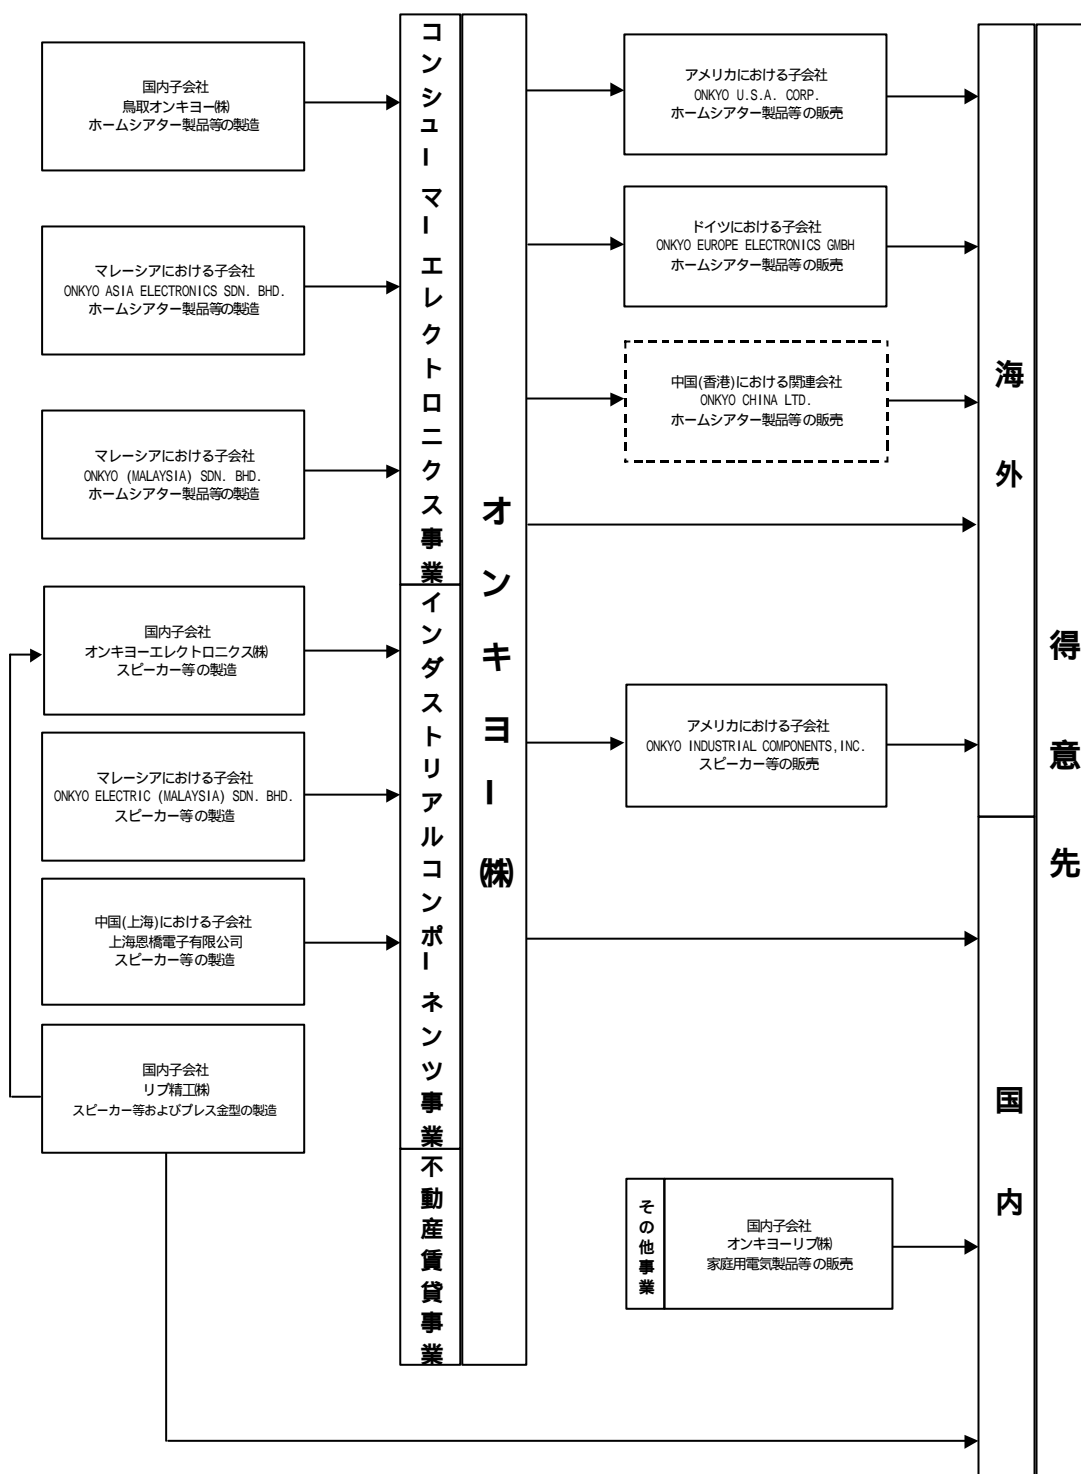 国内子会社
鳥取オンキヨー㈱
ホームシアター製品等の製造
マレーシアにおける子会社
ONKYO ASIA ELECTRONICS SDN. BHD.
ホームシアター製品等の製造
マレーシアにおける子会社
ONKYO (MALAYSIA) SDN. BHD.
ホームシアター製品等の製造
国内子会社
オンキヨーエレクトロニクス㈱
スピーカー等の製造
マレーシアにおける子会社
ONKYO ELECTRIC (MALAYSIA) SDN. BHD.
スピーカー等の製造
中国(上海)における子会社
上海恩橋電子有限公司
スピーカー等の製造
国内子会社
リブ精工㈱
スピーカー等およびプレス金型の製造
コンシューマーエレクトロニクス事業
インダストリアルコンポーネンツ事業
不動産賃貸事業
オンキヨー㈱
アメリカにおける子会社
ONKYO U.S.A. CORP.
ホームシアター製品等の販売
ドイツにおける子会社
ONKYO EUROPE ELECTRONICS GMBH
ホームシアター製品等の販売
中国(香港)における関連会社
ONKYO CHINA LTD.
ホームシアター製品等の販売
アメリカにおける子会社
ONKYO INDUSTRIAL COMPONENTS,INC.
スピーカー等の販売
その他事業
国内子会社
オンキヨーリブ㈱
家庭用電気製品等の販売
海外
国内
得意先